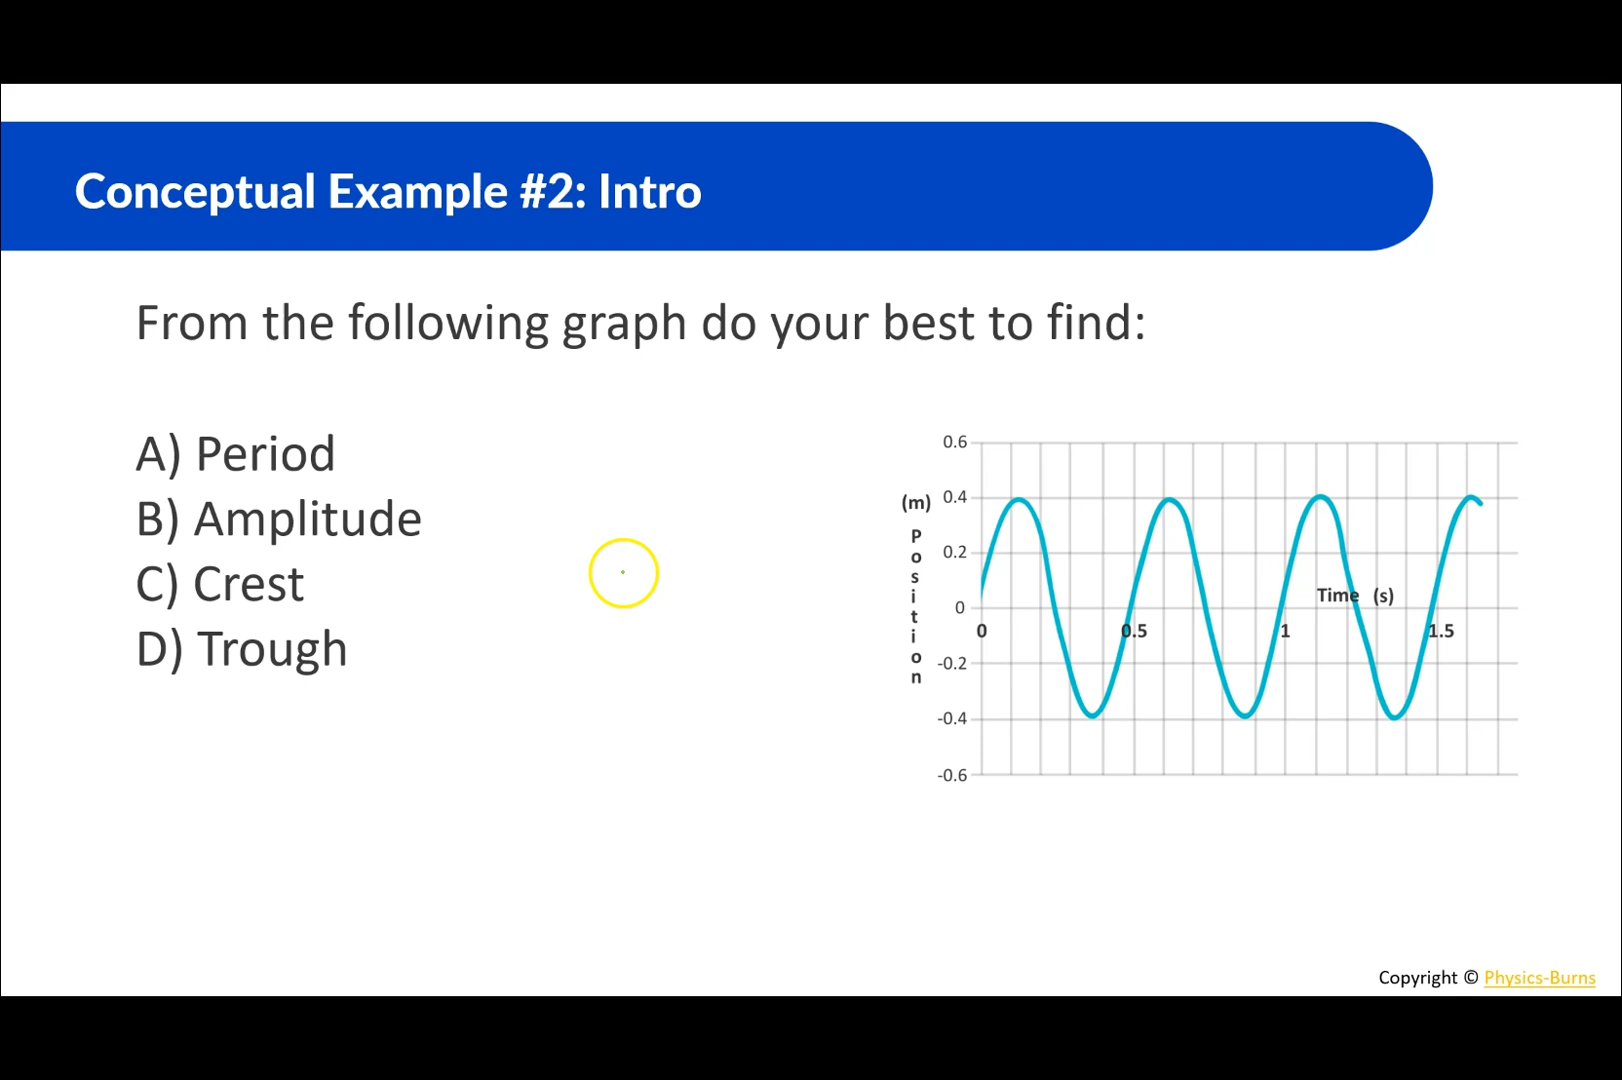 Conceptual Example #2: Intro
From the following graph do your best to find:
A) Period
B) Amplitude
C) Crest
D) Trough
(m)
Position
0.6
0.4
0.2
0
-0.2
-0.4
-0.6
Time (s)
0 0.5 1 1.5
Copyright © Physics-Burns